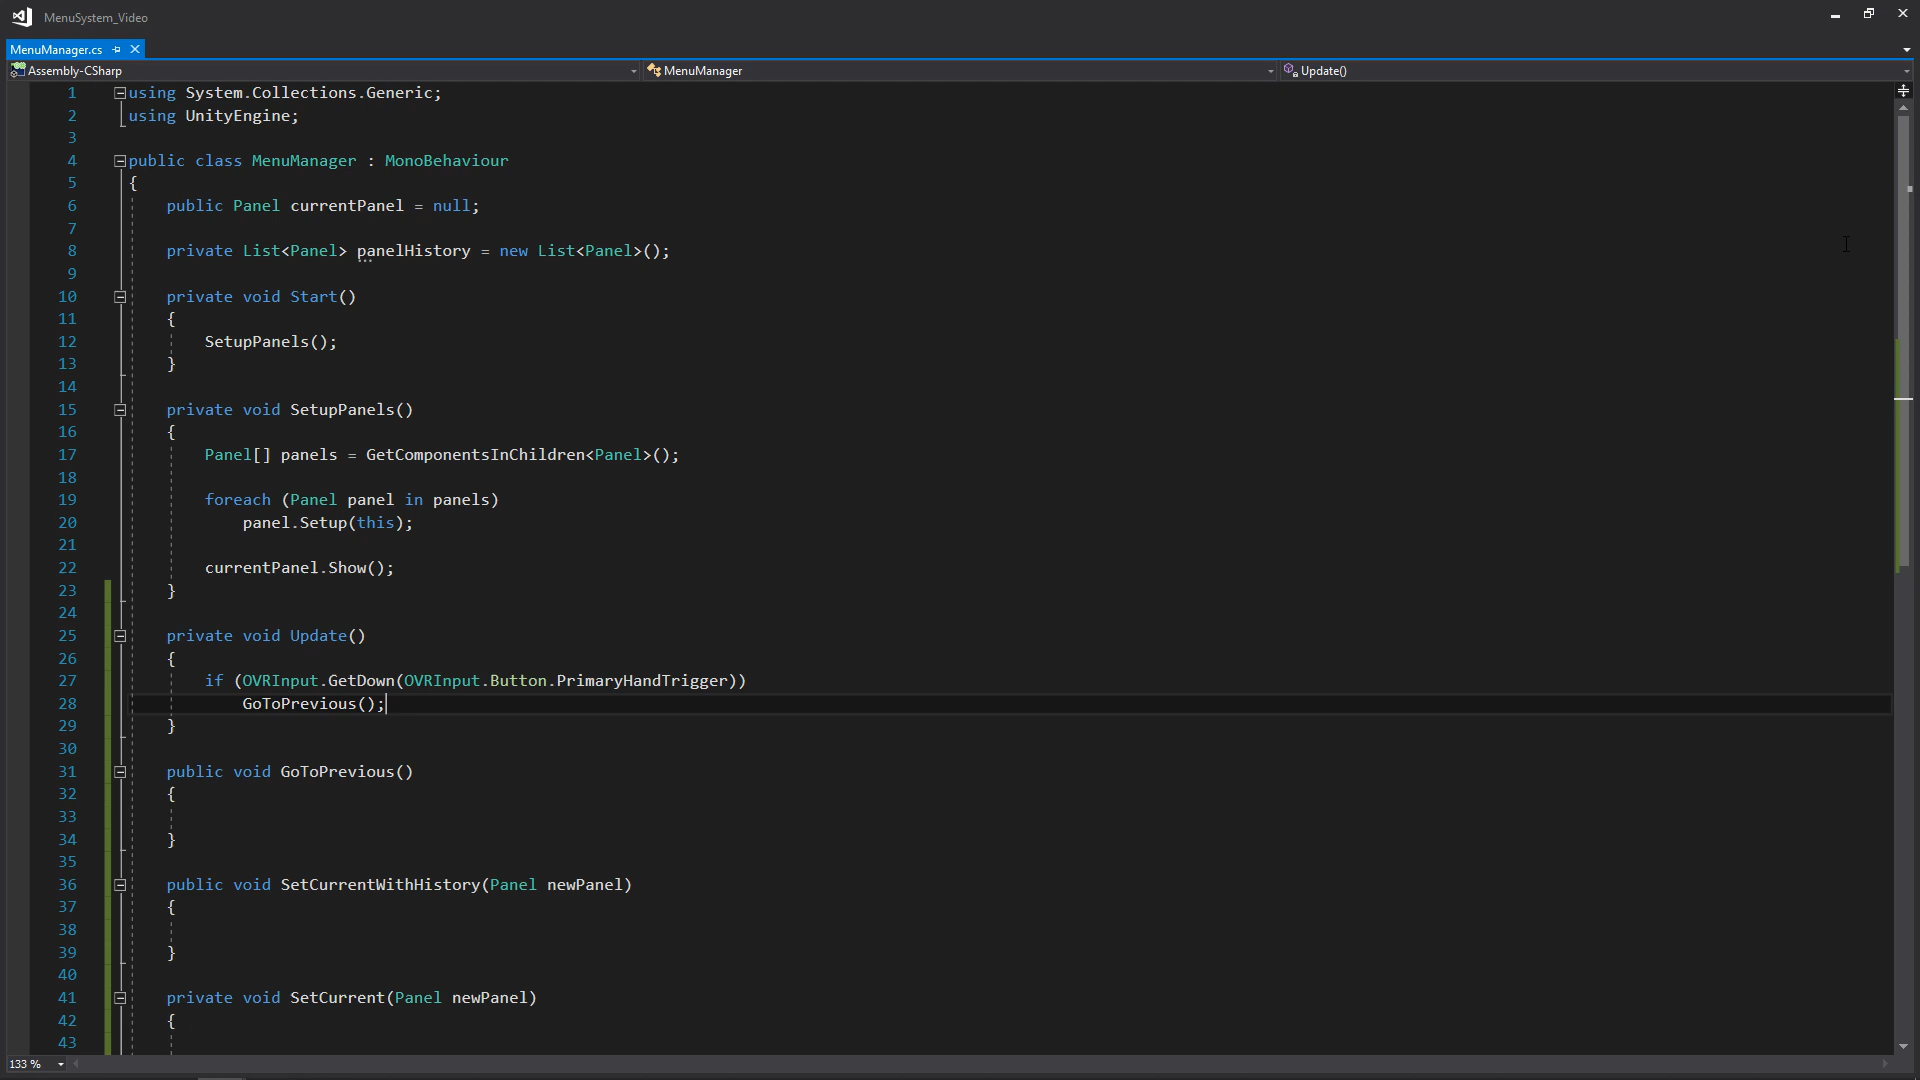 MenuSystem_Video
MenuManager.cs
Assembly-CSharp MenuManager Update()
1 using System.Collections.Generic;
2 using UnityEngine;
3
4 public class MenuManager : MonoBehaviour
5 {
6 public Panel currentPanel = null;
7
8 private List<Panel> panelHistory = new List<Panel>();
9
10 private void Start()
11 {
12 SetupPanels();
13 }
14
15 private void SetupPanels()
16 {
17 Panel[] panels = GetComponentsInChildren<Panel>();
18
19 foreach (Panel panel in panels)
20 panel.Setup(this);
21
22 currentPanel.Show();
23 }
24
25 private void Update()
26 {
27 if (OVRInput.GetDown(OVRInput.Button.PrimaryHandTrigger))
28 GoToPrevious();
29 }
30
31 public void GoToPrevious()
32 {
33
34 }
35
36 public void SetCurrentWithHistory(Panel newPanel)
37 {
38
39 }
40
41 private void SetCurrent(Panel newPanel)
42 {
43
133 %